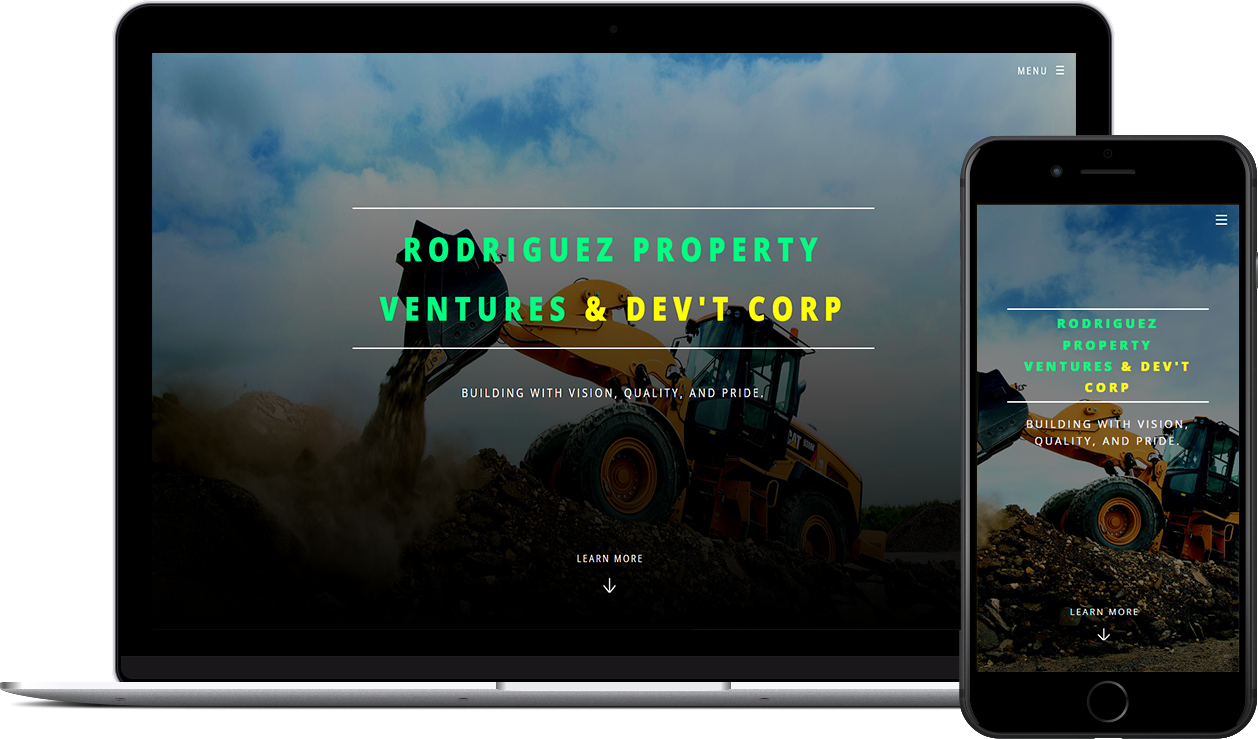 MENU
RODRIGUEZ PROPERTY
VENTURES & DEV'T CORP
BUILDING WITH VISION, QUALITY, AND PRIDE.
CAT
LEARN MORE
RODRIGUEZ
PROPERTY
VENTURES & DEV'T
CORP
BUILDING WITH VISION,
QUALITY, AND PRIDE.
LEARN MORE